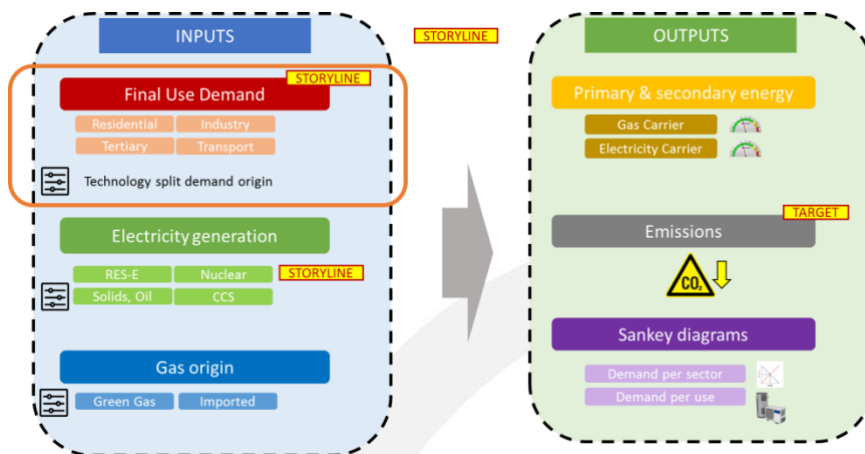 INPUTS
STORYLINE
OUTPUTS
STORYLINE
Final Use Demand
Residential Industry
Tertiary Transport
Technology split demand origin
Electricity generation
RES-E Nuclear
STORYLINE
Solids, Oil CCS
Gas origin
Green Gas Imported
Primary & secondary energy
Gas Carrier
Electricity Carrier
TARGET
Emissions
CO₂
Sankey diagrams
Demand per sector
Demand per use